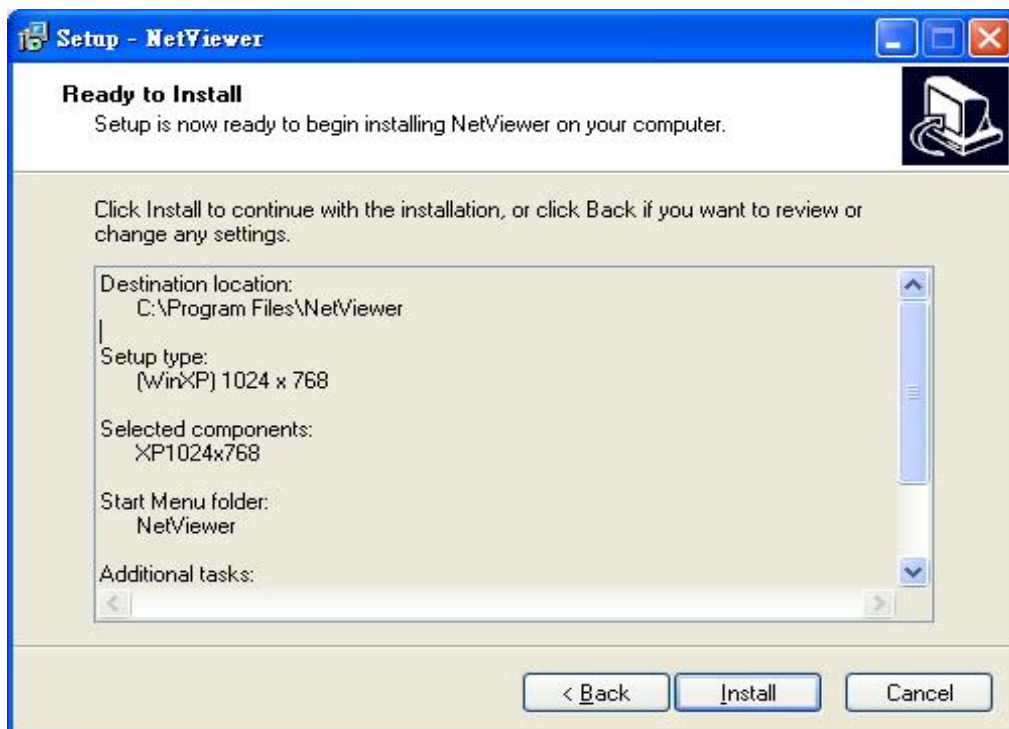 Setup - NetViewer
Ready to Install
Setup is now ready to begin installing NetViewer on your computer.
Click Install to continue with the installation, or click Back if you want to review or
change any settings.
Destination location:
C:\Program Files\NetViewer
Setup type:
(WinXP) 1024 x 768
Selected components:
XP1024x768
Start Menu folder:
NetViewer
Additional tasks:
< Back
Install
Cancel